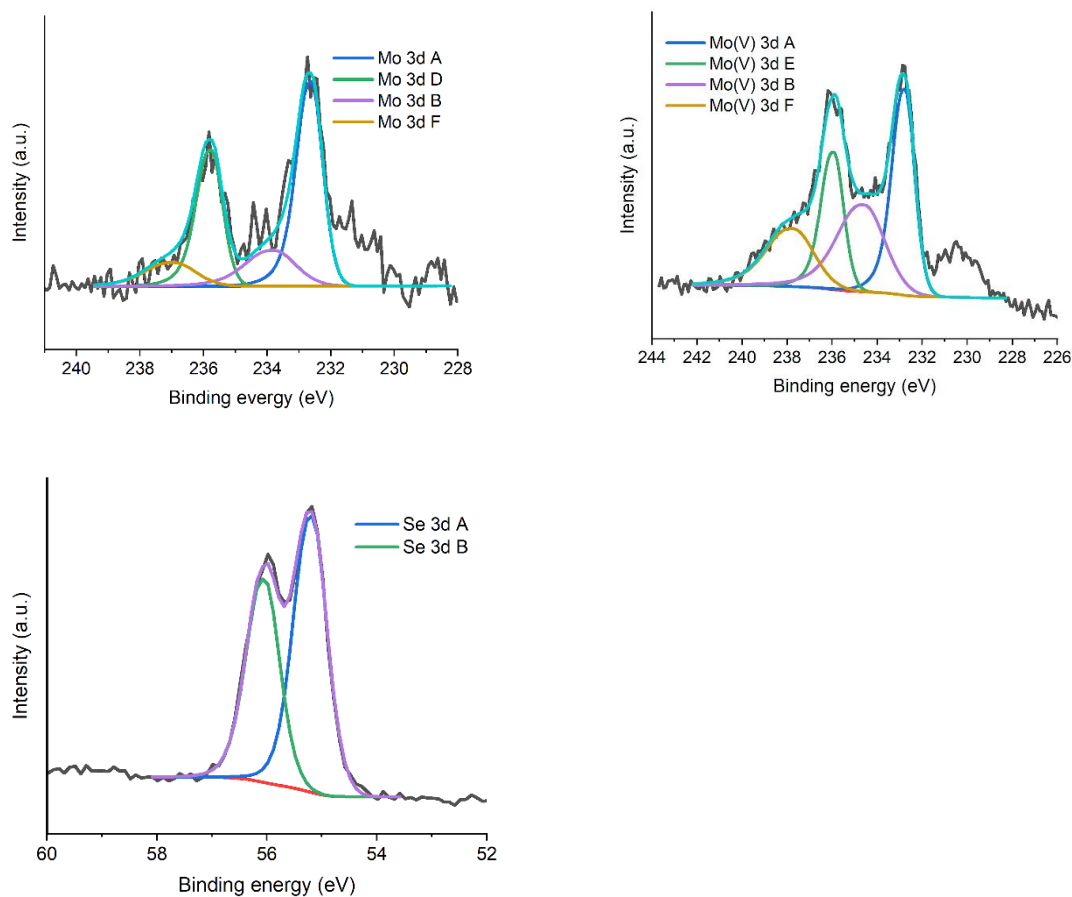 Mo 3d A
Mo 3d D
Mo 3d B
Mo 3d F
Intensity (a.u.)
240 238 236 234 232 230 228
Binding evergy (eV)
Mo(V) 3d A
Mo(V) 3d E
Mo(V) 3d B
Mo(V) 3d F
Intensity (a.u.)
244 242 240 238 236 234 232 230 228 226
Binding energy (eV)
Se 3d A
Se 3d B
Intensity (a.u.)
60 58 56 54 52
Binding energy (eV)